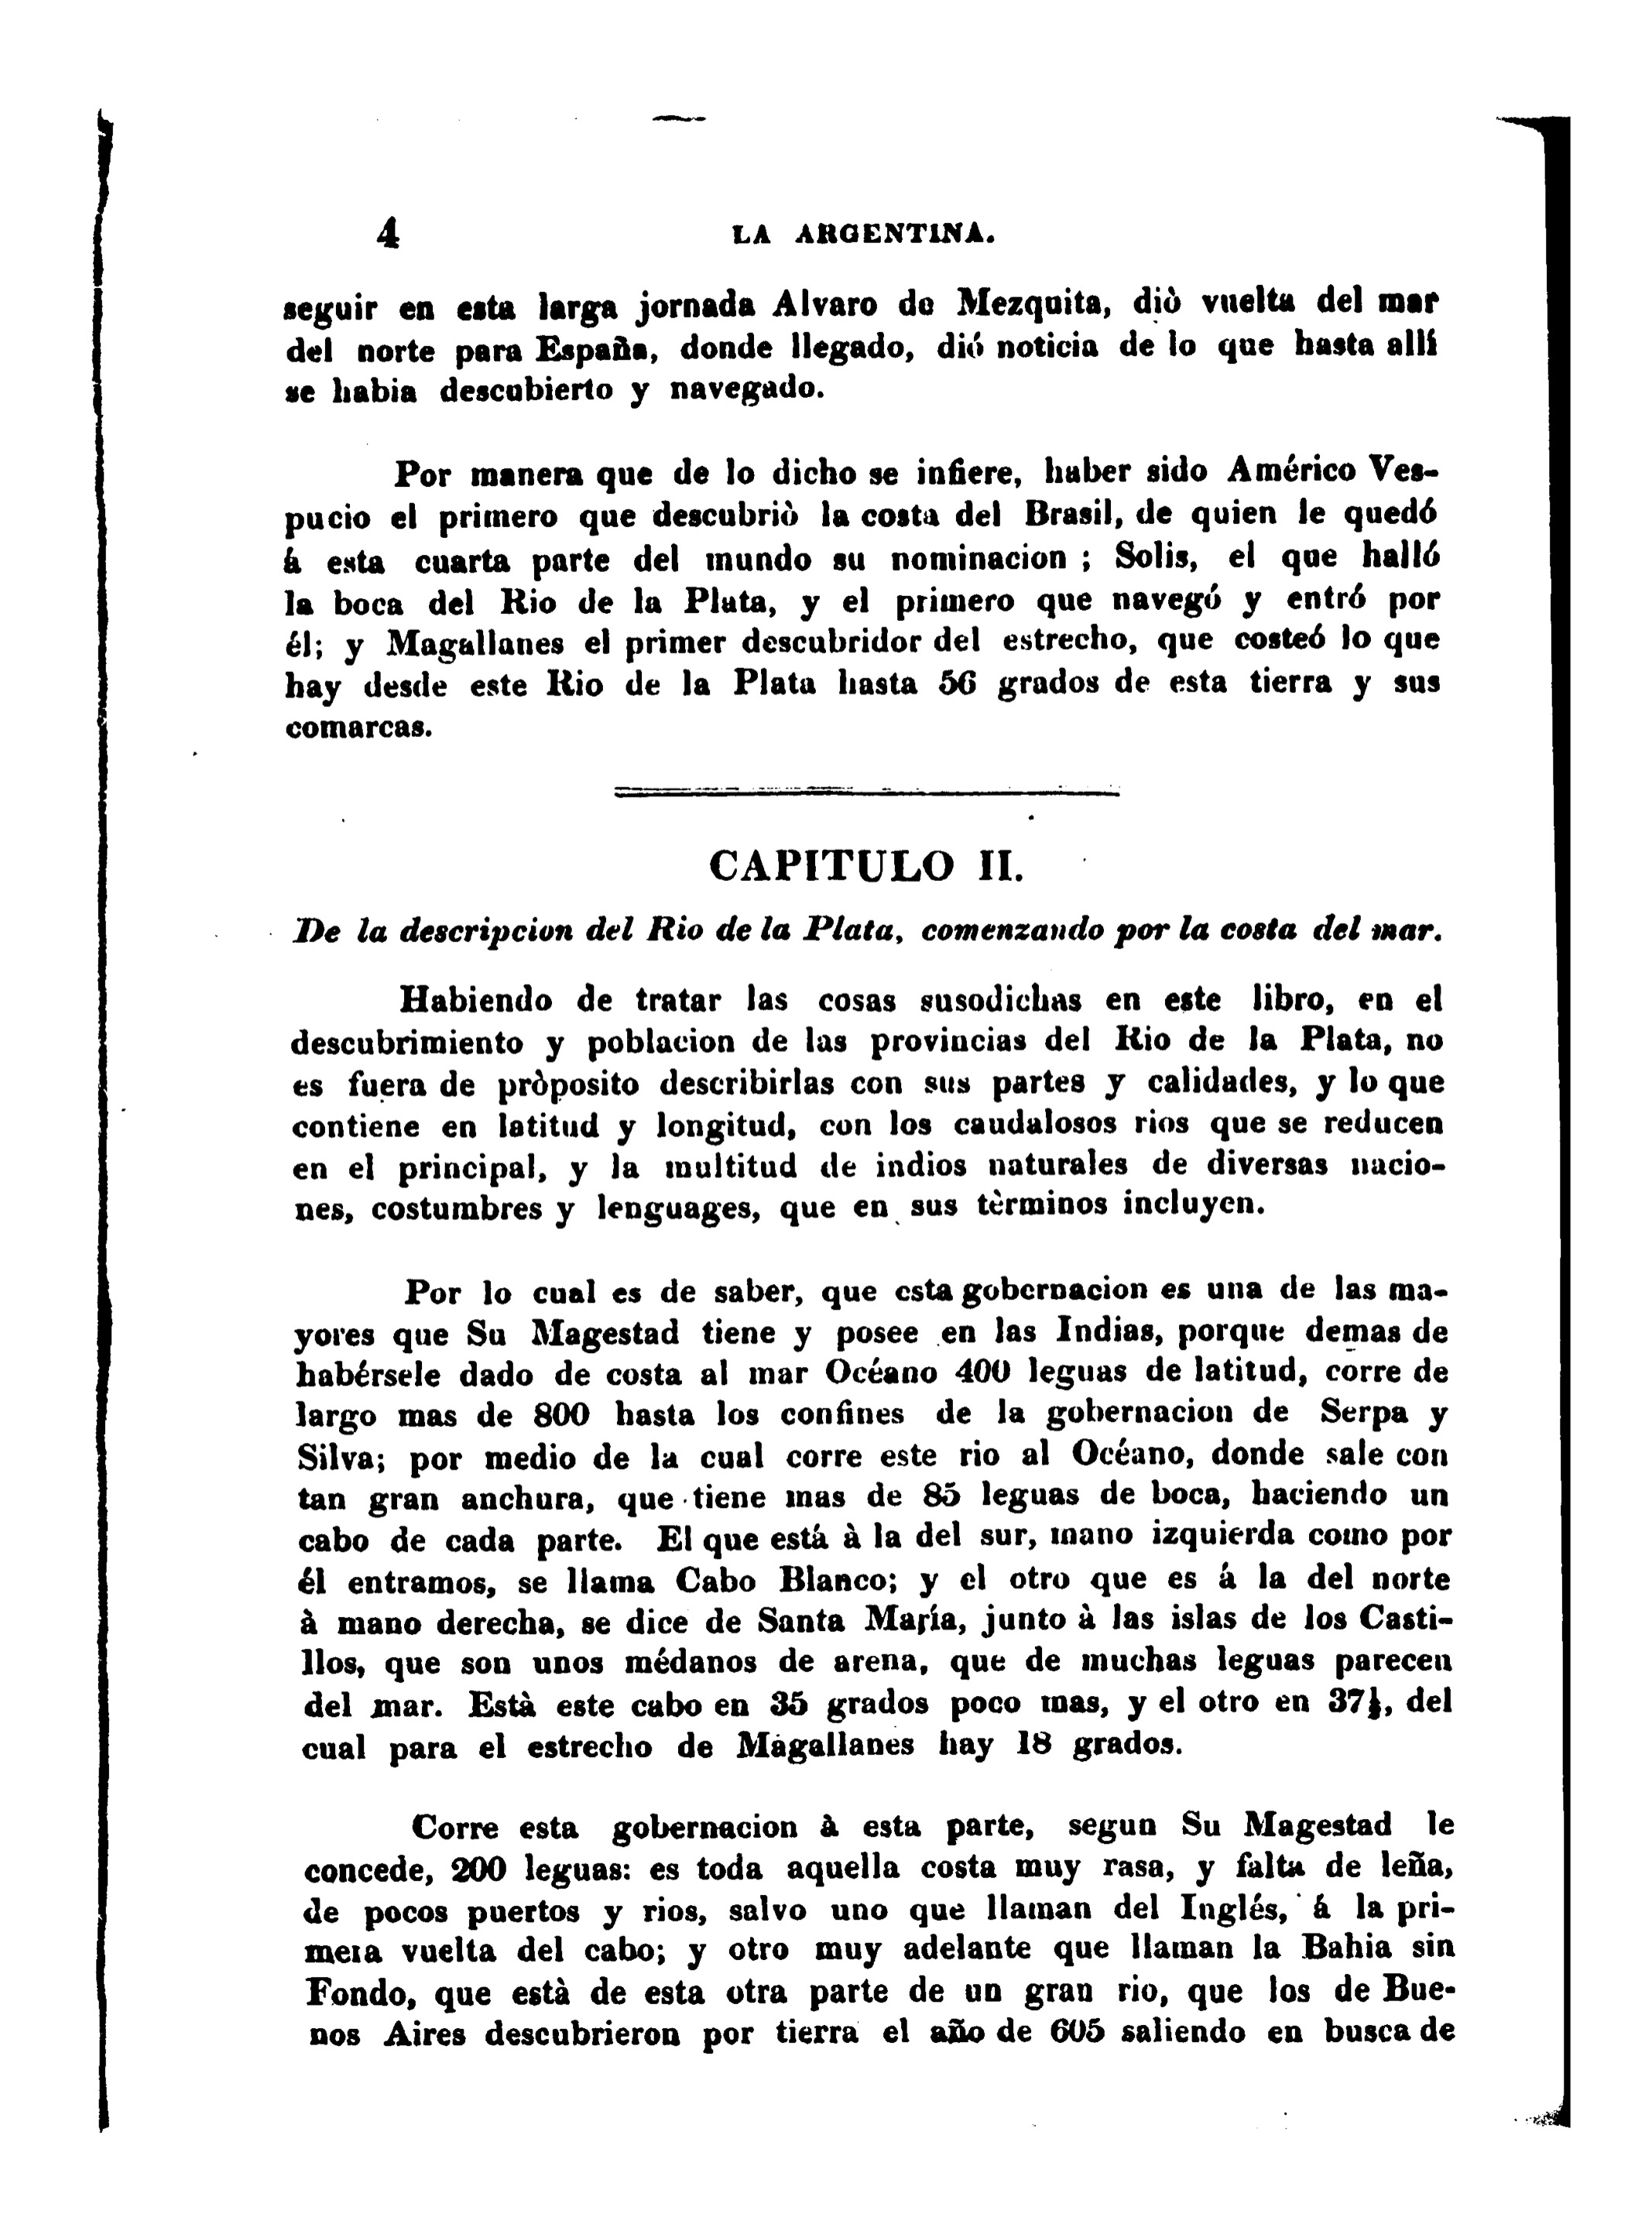 4 LA ARGENTINA.
seguir en esta larga jornada Alvaro de Mezquita, diò vuelta del mar
del norte para España, donde llegado, dió noticia de lo que hasta allí
se habia descubierto y navegado.
Por manera que de lo dicho se infiere, haber sido Américo Ves-
pucio el primero que descubriò la costa del Brasil, de quien le quedó
á esta cuarta parte del mundo su nominacion ; Solis, el que halló
la boca del Rio de la Plata, y el primero que navegó y entró por
él; y Magallanes el primer descubridor del estrecho, que costeó lo que
hay desde este Rio de la Plata hasta 56 grados de esta tierra y sus
comarcas.
CAPITULO II.
De la descripcion del Rio de la Plata, comenzando por la costa del mar.
Habiendo de tratar las cosas susodichas en este libro, en el
descubrimiento y poblacion de las provincias del Rio de la Plata, no
es fuera de pròposito describirlas con sus partes y calidades, y lo que
contiene en latitud y longitud, con los caudalosos rios que se reducen
en el principal, y la multitud de indios naturales de diversas nacio-
nes, costumbres y lenguages, que en sus tèrminos incluyen.
Por lo cual es de saber, que esta gobernacion es una de las ma-
yores que Su Magestad tiene y posee en las Indias, porque demas de
habérsele dado de costa al mar Océano 400 leguas de latitud, corre de
largo mas de 800 hasta los confines de la gobernacion de Serpa y
Silva; por medio de la cual corre este rio al Océano, donde sale con
tan gran anchura, que tiene mas de 85 leguas de boca, haciendo un
cabo de cada parte. El que está à la del sur, mano izquierda como por
él entramos, se llama Cabo Blanco; y el otro que es á la del norte
à mano derecha, se dice de Santa María, junto à las islas de los Casti-
llos, que son unos médanos de arena, que de muchas leguas parecen
del mar. Està este cabo en 35 grados poco mas, y el otro en 37½, del
cual para el estrecho de Magallanes hay 18 grados.
Corre esta gobernacion à esta parte, segun Su Magestad le
concede, 200 leguas: es toda aquella costa muy rasa, y falta de leña,
de pocos puertos y rios, salvo uno que llaman del Inglés, á la pri-
mera vuelta del cabo; y otro muy adelante que llaman la Bahia sin
Fondo, que està de esta otra parte de un gran rio, que los de Bue-
nos Aires descubrieron por tierra el año de 605 saliendo en busca de